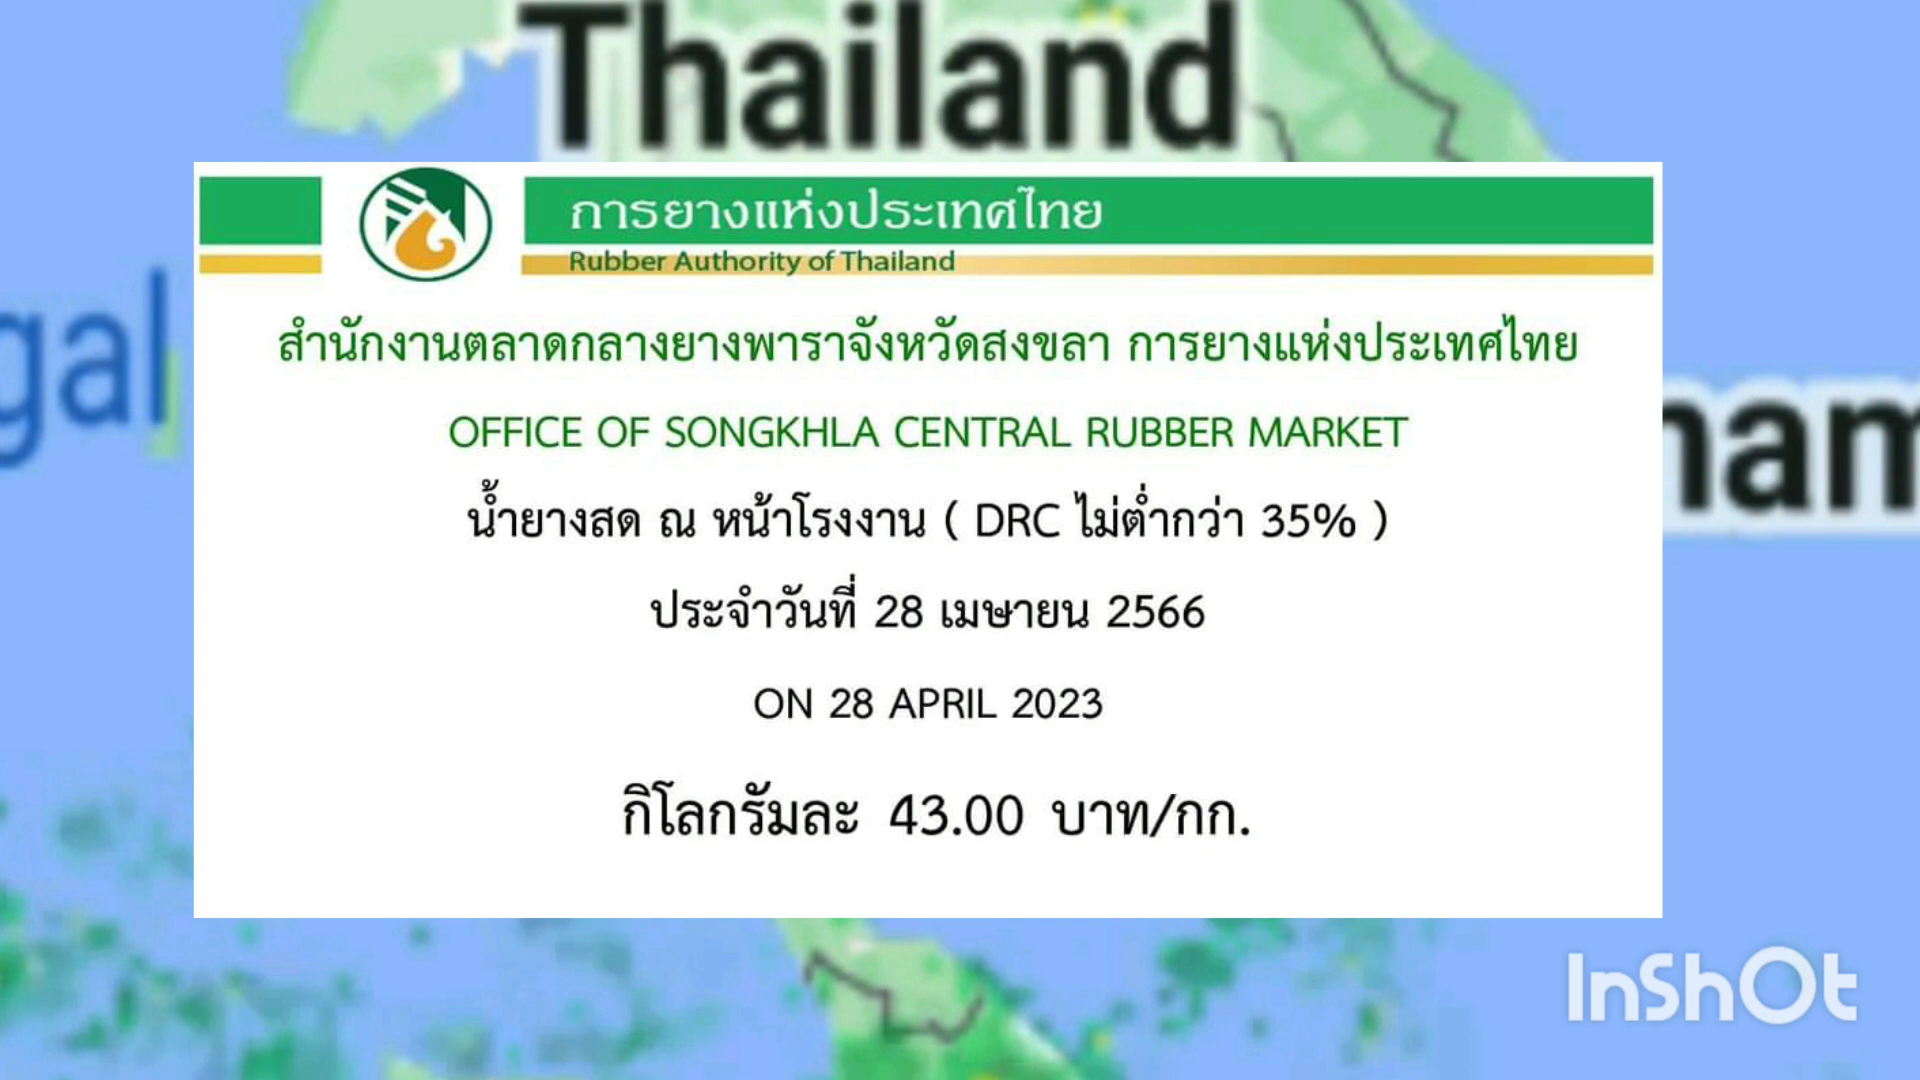 Thailand
gal
nam
การยางแห่งประเทศไทย
Rubber Authority of Thailand
สำนักงานตลาดกลางยางพาราจังหวัดสงขลา การยางแห่งประเทศไทย
OFFICE OF SONGKHLA CENTRAL RUBBER MARKET
น้ำยางสด ณ หน้าโรงงาน ( DRC ไม่ต่ำกว่า 35% )
ประจำวันที่ 28 เมษายน 2566
ON 28 APRIL 2023
กิโลกรัมละ 43.00 บาท/กก.
InShOt